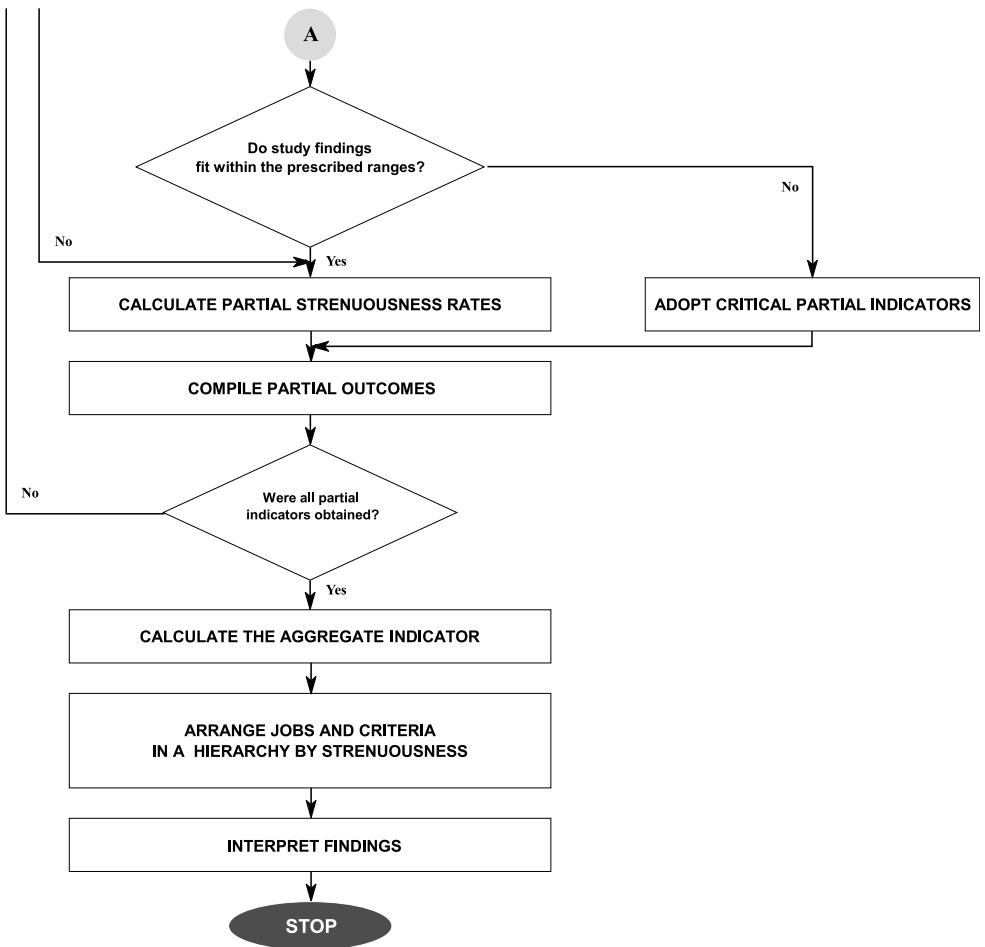 A
Do study findings
fit within the prescribed ranges?
No
No
Yes
CALCULATE PARTIAL STRENUOUSNESS RATES
ADOPT CRITICAL PARTIAL INDICATORS
COMPILE PARTIAL OUTCOMES
No
Were all partial
indicators obtained?
Yes
CALCULATE THE AGGREGATE INDICATOR
ARRANGE JOBS AND CRITERIA
IN A HIERARCHY BY STRENUOUSNESS
INTERPRET FINDINGS
STOP